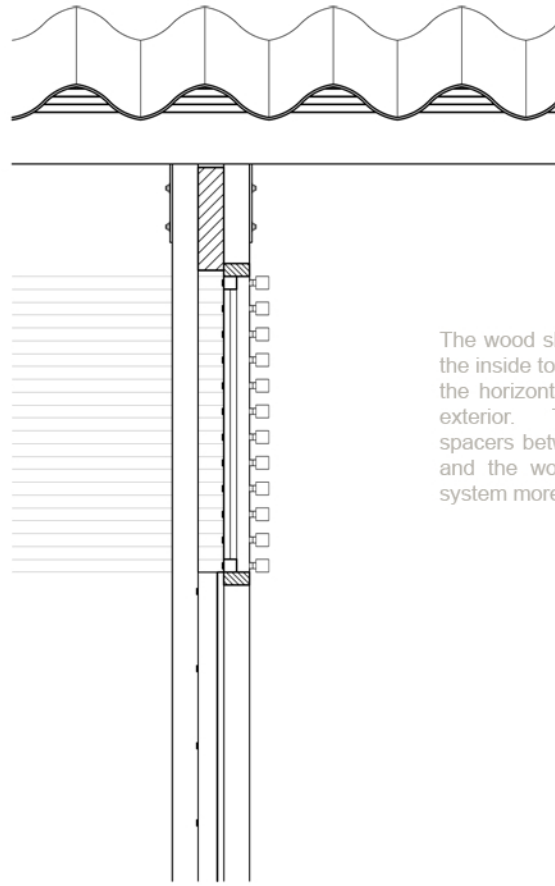 The wood sl
the inside to
the horizont
exterior. T
spacers betw
and the wo
system more